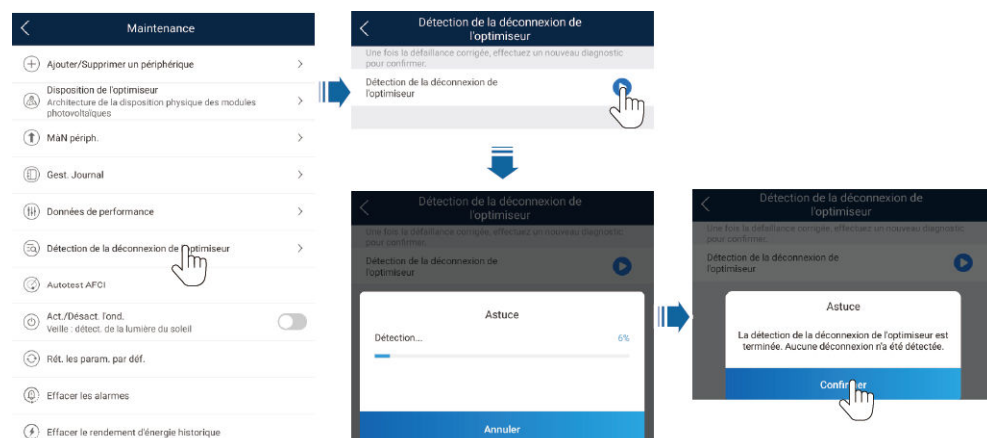 Maintenance
Ajouter/Supprimer un périphérique
Disposition de l'optimiseur
Architecture de la disposition physique des modules
photovoltaïques
MàN périph.
Gest. Journal
Données de performance
Détection de la déconnexion de l'optimiseur
Autotest AFCI
Act./Désact. l'ond.
Veille : détect. de la lumière du soleil
Rét. les param. par déf.
Effacer les alarmes
Effacer le rendement d'énergie historique
Détection de la déconnexion de
l'optimiseur
Une fois la défaillance corrigée, effectuez un nouveau diagnostic
pour confirmer.
Détection de la déconnexion de
l'optimiseur
Détection de la déconnexion de
l'optimiseur
Une fois la défaillance corrigée, effectuez un nouveau diagnostic
pour confirmer.
Détection de la déconnexion de
l'optimiseur
Astuce
Détection... 6%
Annuler
Détection de la déconnexion de
l'optimiseur
Une fois la défaillance corrigée, effectuez un nouveau diagnostic
pour confirmer.
Détection de la déconnexion de
l'optimiseur
Astuce
La détection de la déconnexion de l'optimiseur est
terminée. Aucune déconnexion n'a été détectée.
Confirmer